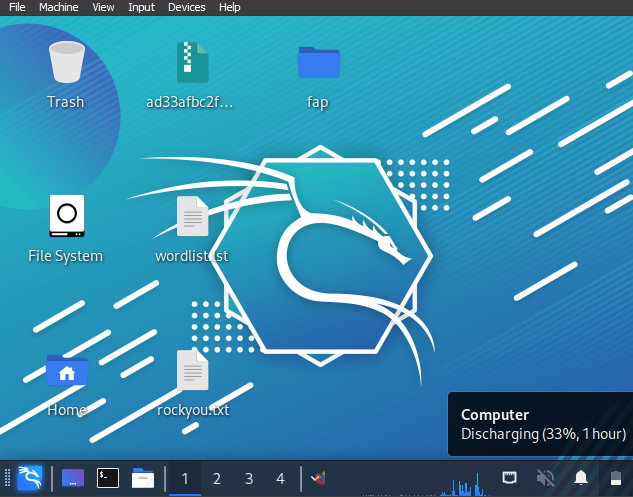 File Machine View Input Devices Help
Trash
ad33afbc2f...
fap
File System
wordlist.lst
Home
rockyou.txt
Computer
Discharging (33%, 1 hour)
$_
1 2 3 4